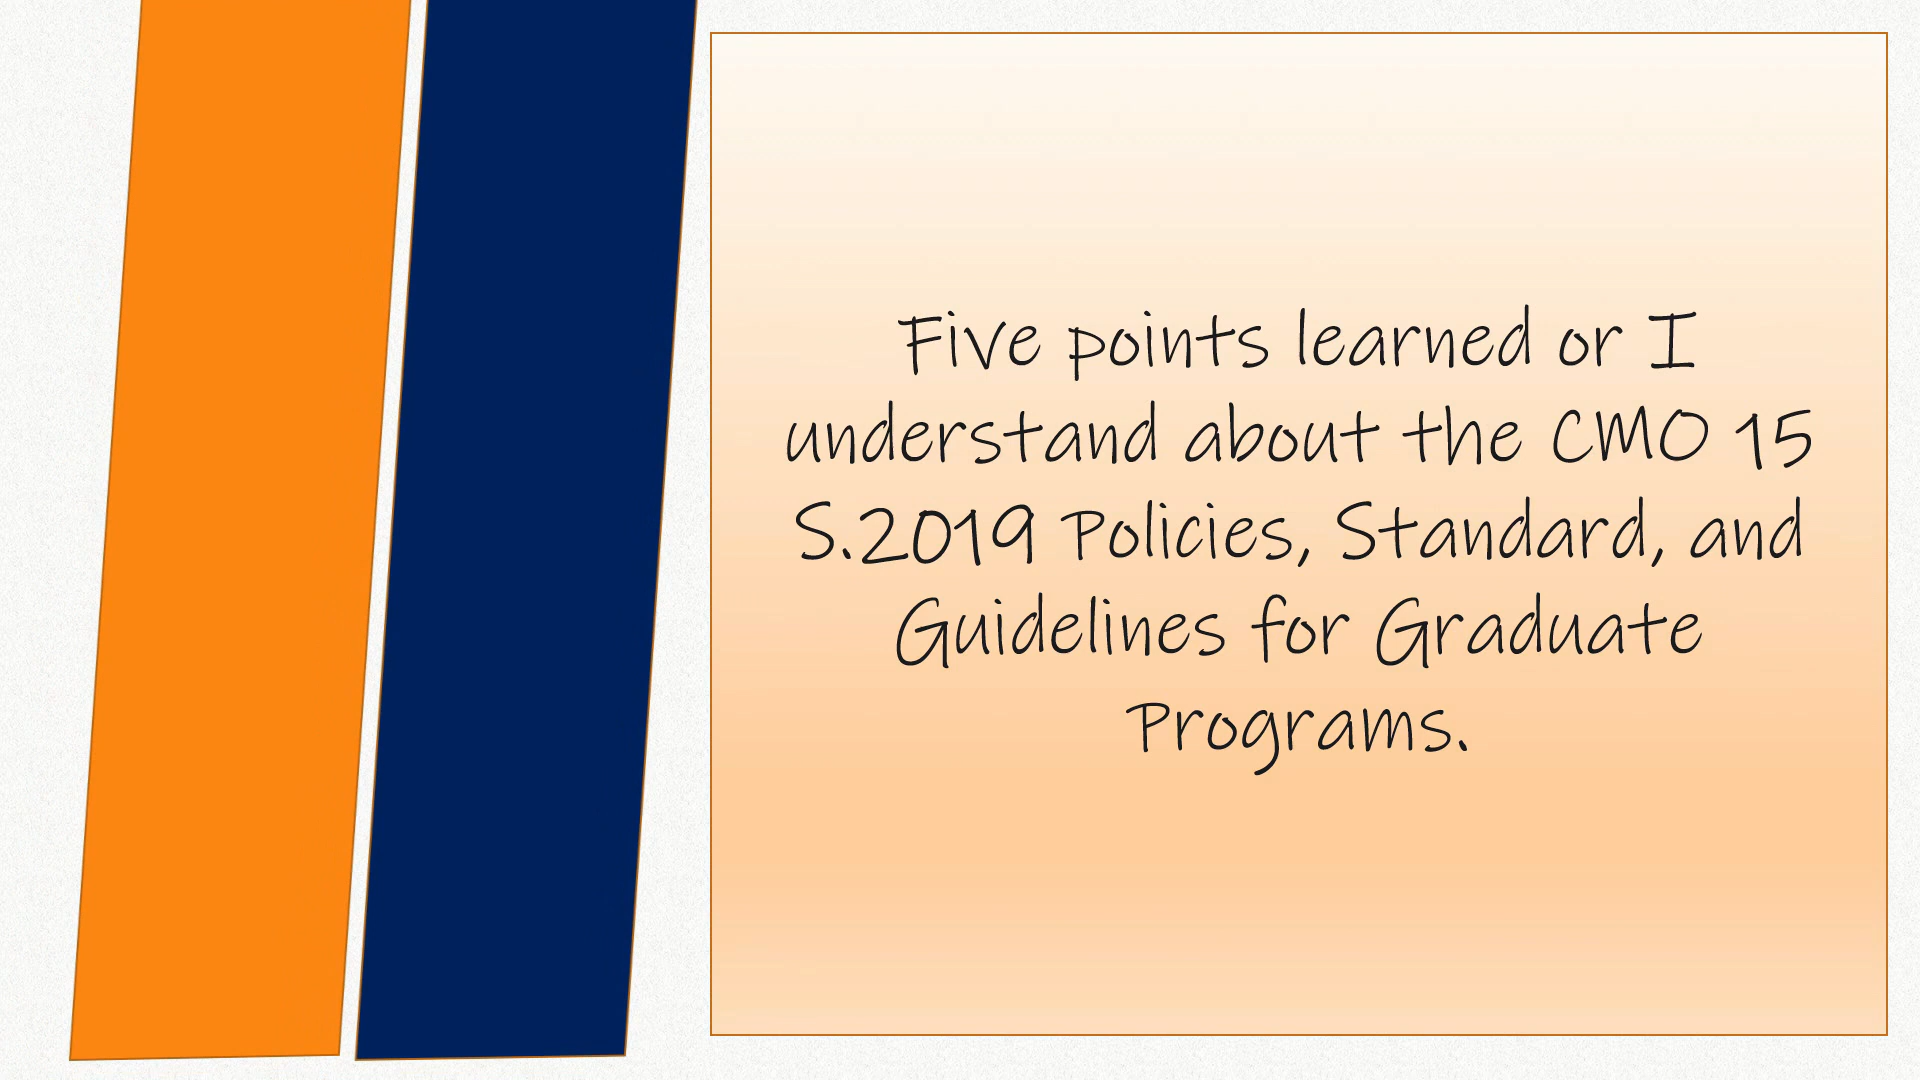 Five points learned or I
understand about the CMO 15
S.2019 Policies, Standard, and
Guidelines for Graduate
Programs.